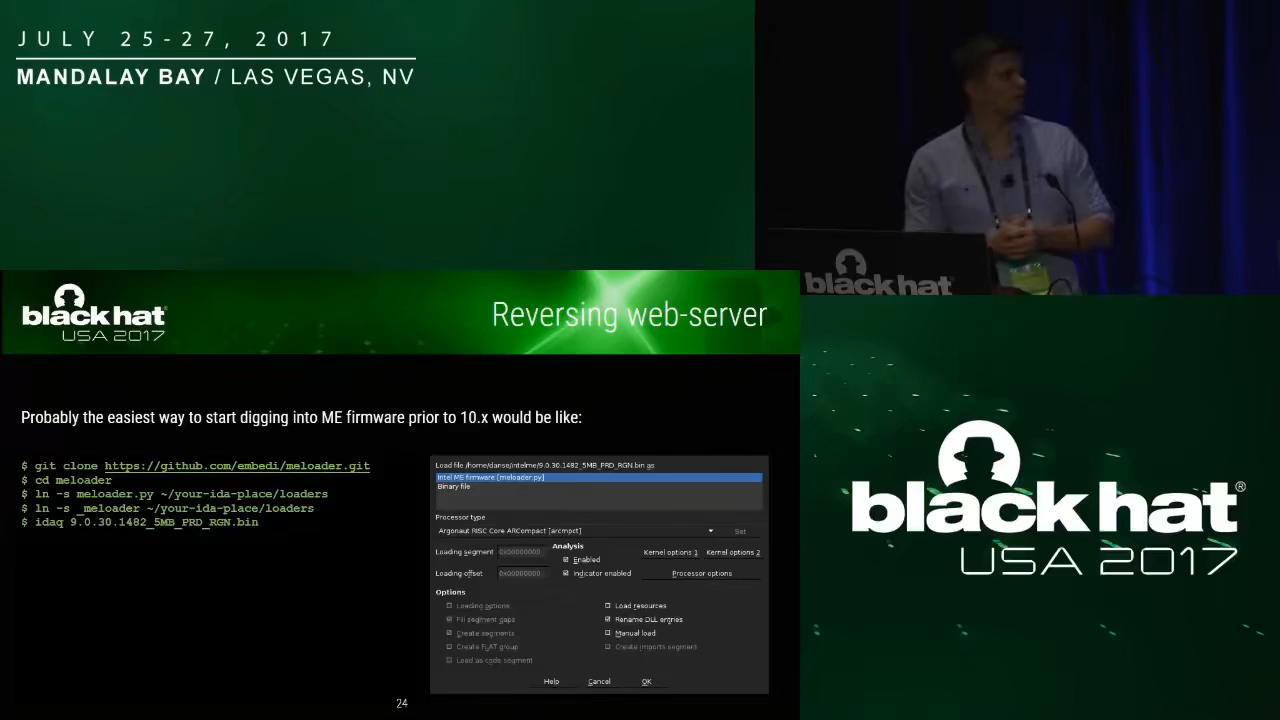 JULY 25-27, 2017
MANDALAY BAY / LAS VEGAS, NV
black hat
black hat®
USA 2017
Reversing web-server
Probably the easiest way to start digging into ME firmware prior to 10.x would be like:
$ git clone https://github.com/embedi/meloader.git
$ cd meloader
$ ln -s meloader.py ~/your-ida-place/loaders
$ ln -s _meloader ~/your-ida-place/loaders
$ idaq 9.0.30.1482_5MB_PRD_RGN.bin
Load file /home/danse/intelme/9.0.30.1482_5MB_PRD_RGN.bin as
Intel ME firmware [meloader.py]
Binary file
Processor type
Argonaut RISC Core ARCompact [arcmpct]
Set
Loading segment 0x00000000
Loading offset 0x00000000
Analysis
Enabled
Indicator enabled
Kernel options 1
Kernel options 2
Processor options
Options
Loading options
Fill segment gaps
Create segments
Create FLAT group
Load as code segment
Load resources
Rename DLL entries
Manual load
Create imports segment
Help
Cancel
OK
24
black hat®
USA 2017